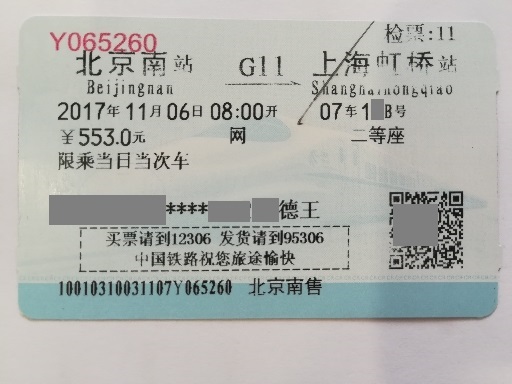 检票:11
Y065260
北京南站 G11 上海虹桥站
Beijingnan Shanghaihongqiao
2017年11月06日08:00开 07车1 B号
¥553.0元 网 二等座
限乘当日当次车
**** 德王
买票请到12306 发货请到95306
中国铁路祝您旅途愉快
10010310031107Y065260 北京南售